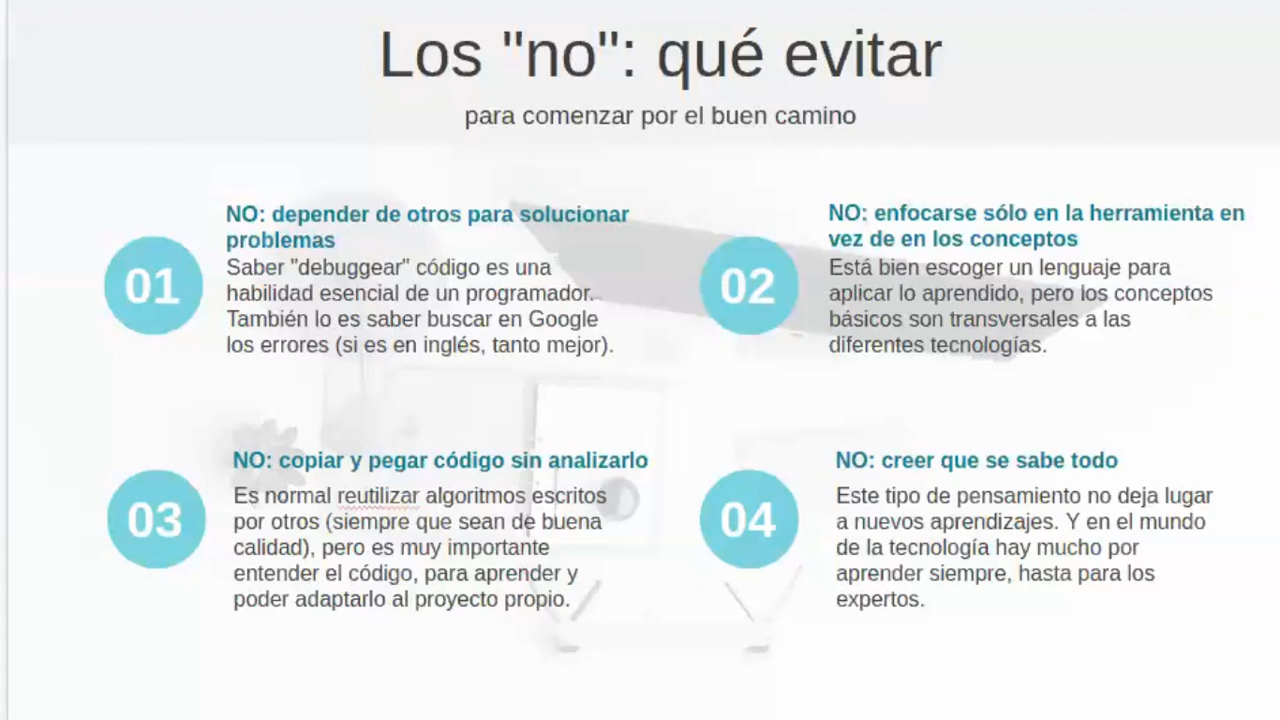 Los "no": qué evitar
para comenzar por el buen camino
01
NO: depender de otros para solucionar
problemas
Saber "debuggear" código es una
habilidad esencial de un programador.
También lo es saber buscar en Google
los errores (si es en inglés, tanto mejor).
02
NO: enfocarse sólo en la herramienta en
vez de en los conceptos
Está bien escoger un lenguaje para
aplicar lo aprendido, pero los conceptos
básicos son transversales a las
diferentes tecnologías.
03
NO: copiar y pegar código sin analizarlo
Es normal reutilizar algoritmos escritos
por otros (siempre que sean de buena
calidad), pero es muy importante
entender el código, para aprender y
poder adaptarlo al proyecto propio.
04
NO: creer que se sabe todo
Este tipo de pensamiento no deja lugar
a nuevos aprendizajes. Y en el mundo
de la tecnología hay mucho por
aprender siempre, hasta para los
expertos.